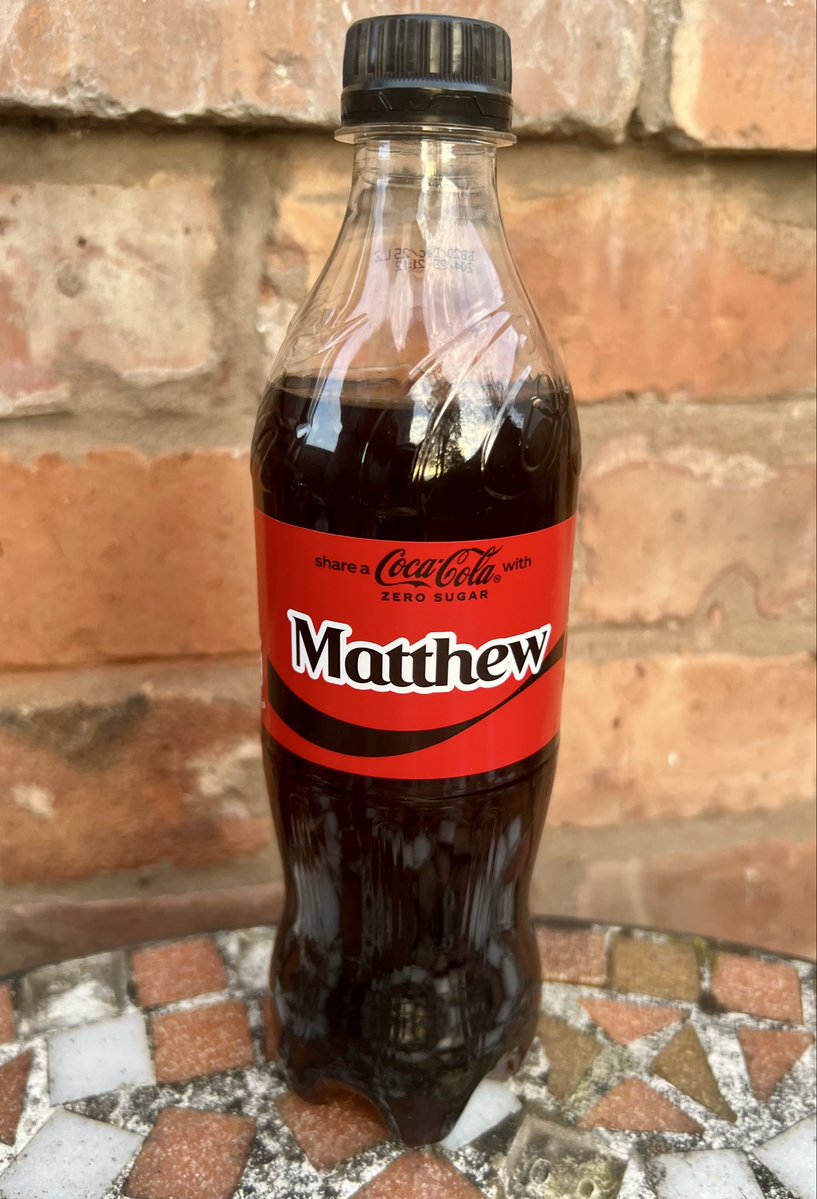 share a Coca-Cola® with
ZERO SUGAR
Matthew